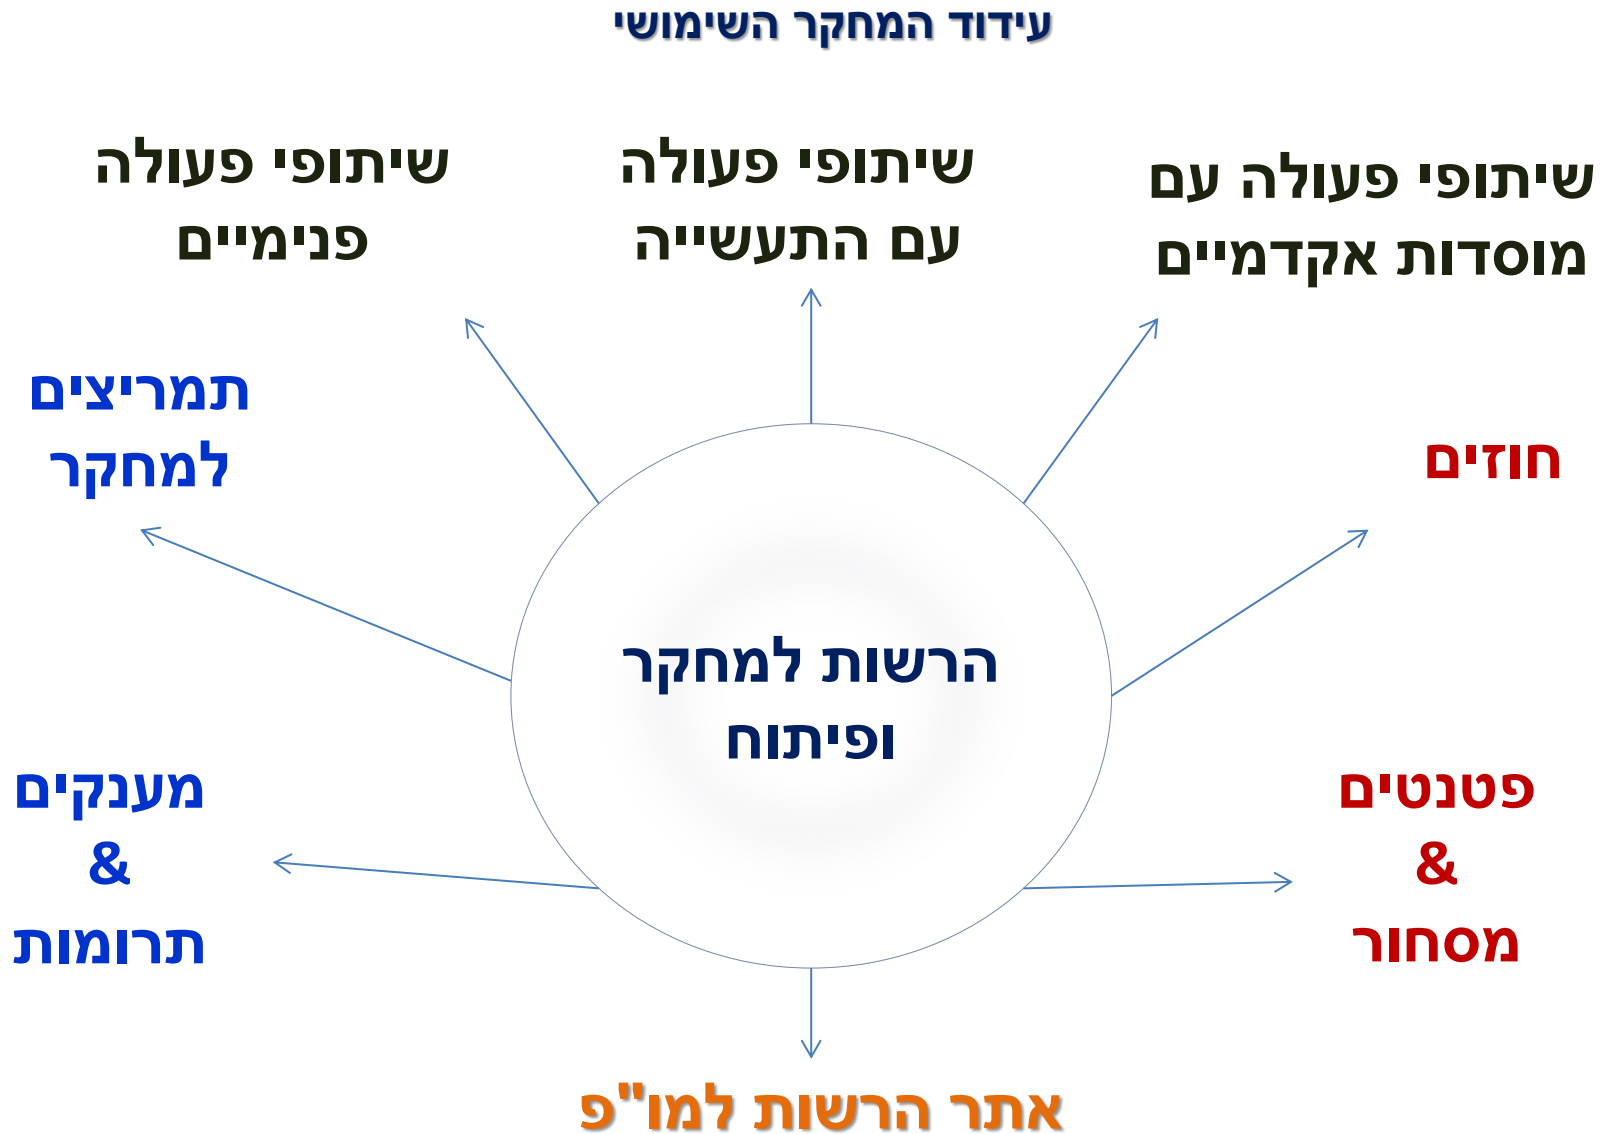 עידוד המחקר השימושי
שיתופי פעולה עם
מוסדות אקדמיים
שיתופי פעולה
עם התעשייה
שיתופי פעולה
פנימיים
חוזים
תמריצים
למחקר
הרשות למחקר
ופיתוח
פטנטים
&
מסחור
מענקים
&
תרומות
אתר הרשות למו"פ